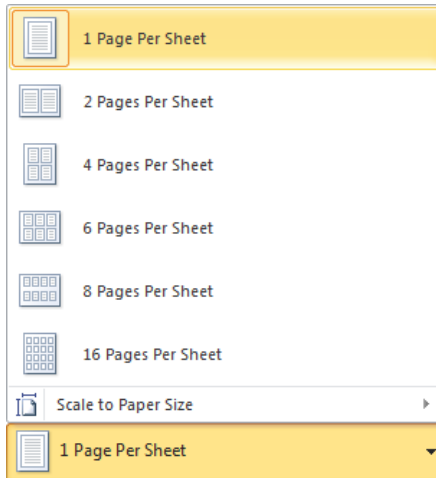 1 Page Per Sheet
2 Pages Per Sheet
4 Pages Per Sheet
6 Pages Per Sheet
8 Pages Per Sheet
16 Pages Per Sheet
Scale to Paper Size
1 Page Per Sheet